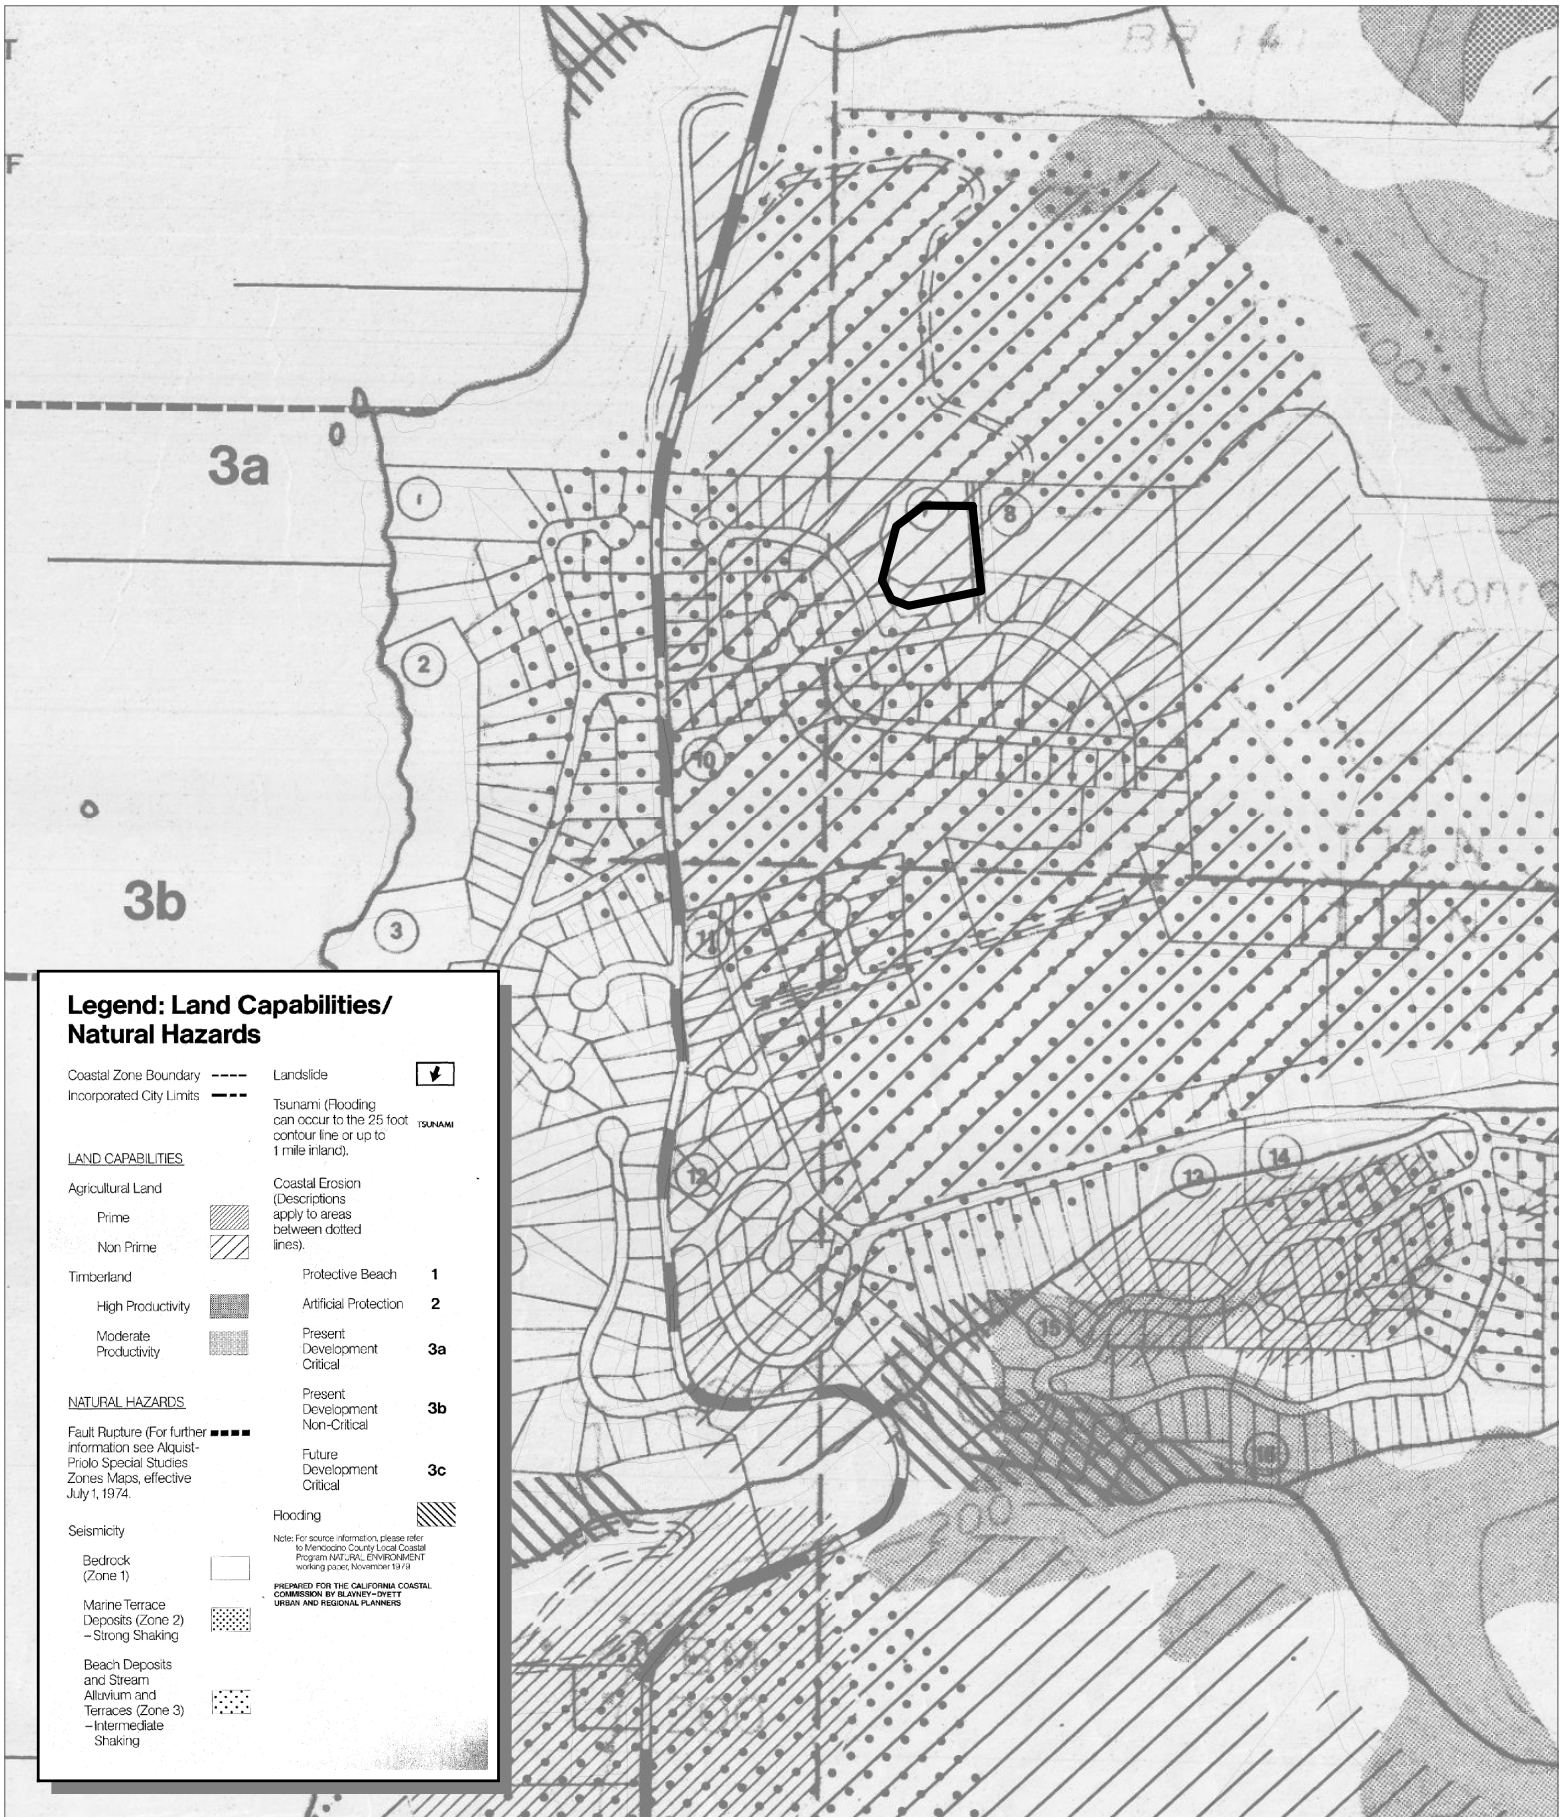 T
BR 141
F
3
400
3a
1
8
2
10
3b
3
11
12
13
14
15
16
200
BM
Legend: Land Capabilities/
Natural Hazards
Coastal Zone Boundary
Incorporated City Limits
LAND CAPABILITIES
Agricultural Land
Prime
Non Prime
Timberland
High Productivity
Moderate
Productivity
NATURAL HAZARDS
Fault Rupture (For further
information see Alquist-
Priolo Special Studies
Zones Maps, effective
July 1, 1974.
Seismicity
Bedrock
(Zone 1)
Marine Terrace
Deposits (Zone 2)
–Strong Shaking
Beach Deposits
and Stream
Alluvium and
Terraces (Zone 3)
–Intermediate
Shaking
Landslide
Tsunami (Flooding
can occur to the 25 foot
contour line or up to
1 mile inland).
TSUNAMI
Coastal Erosion
(Descriptions
apply to areas
between dotted
lines).
Protective Beach 1
Artificial Protection 2
Present
Development
Critical
3a
Present
Development
Non-Critical
3b
Future
Development
Critical
3c
Flooding
Note: For source information, please refer
to Mendocino County Local Coastal
Program NATURAL ENVIRONMENT
working paper, November 1979
PREPARED FOR THE CALIFORNIA COASTAL
COMMISSION BY BLAYNEY-DYETT
URBAN AND REGIONAL PLANNERS